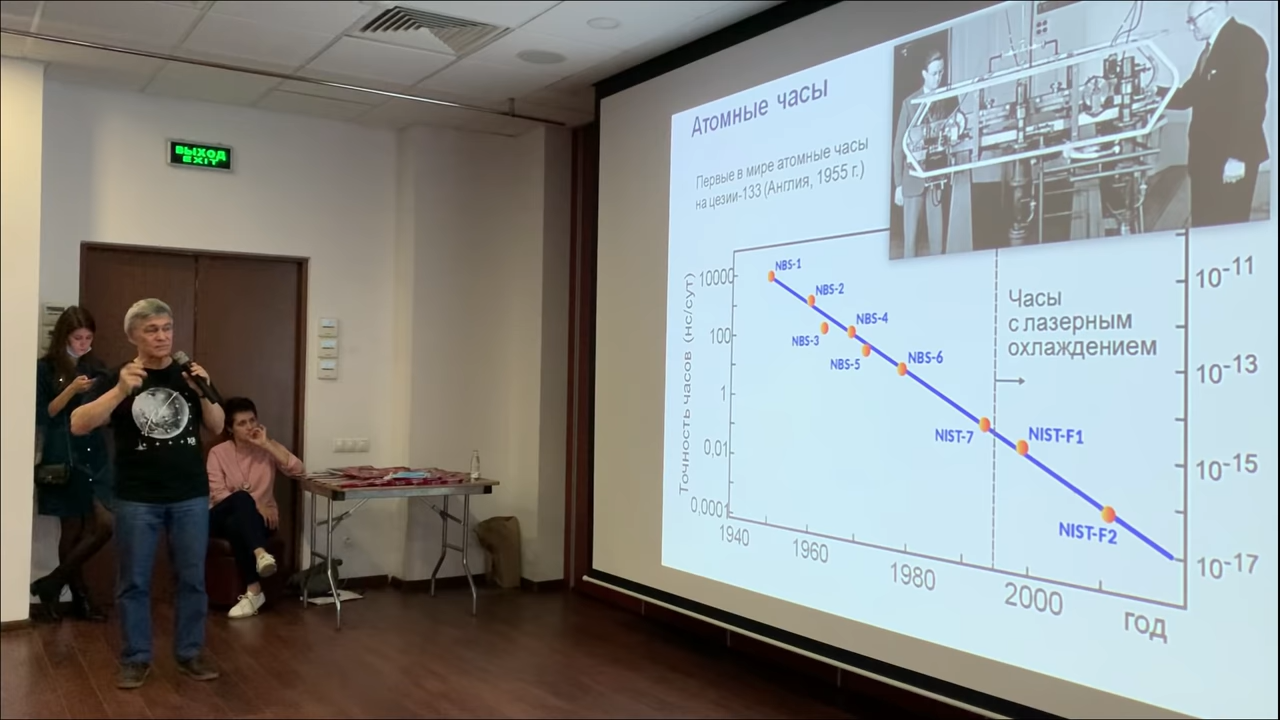 ВЫХОД
EXIT
Атомные часы
Первые в мире атомные часы
на цезии-133 (Англия, 1955 г.)
Точность часов (нс/сут)
10000
100
1
0,01
0,0001
1940
1960
1980
2000
год
10-11
10-13
10-15
10-17
NBS-1
NBS-2
NBS-3
NBS-4
NBS-5
NBS-6
NIST-7
NIST-F1
NIST-F2
Часы
с лазерным
охлаждением